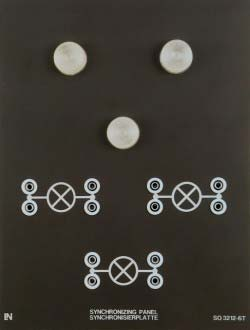 SYNCHRONIZING PANEL
SYNCHRONISIERPLATTE
LN
SO 3212-6T